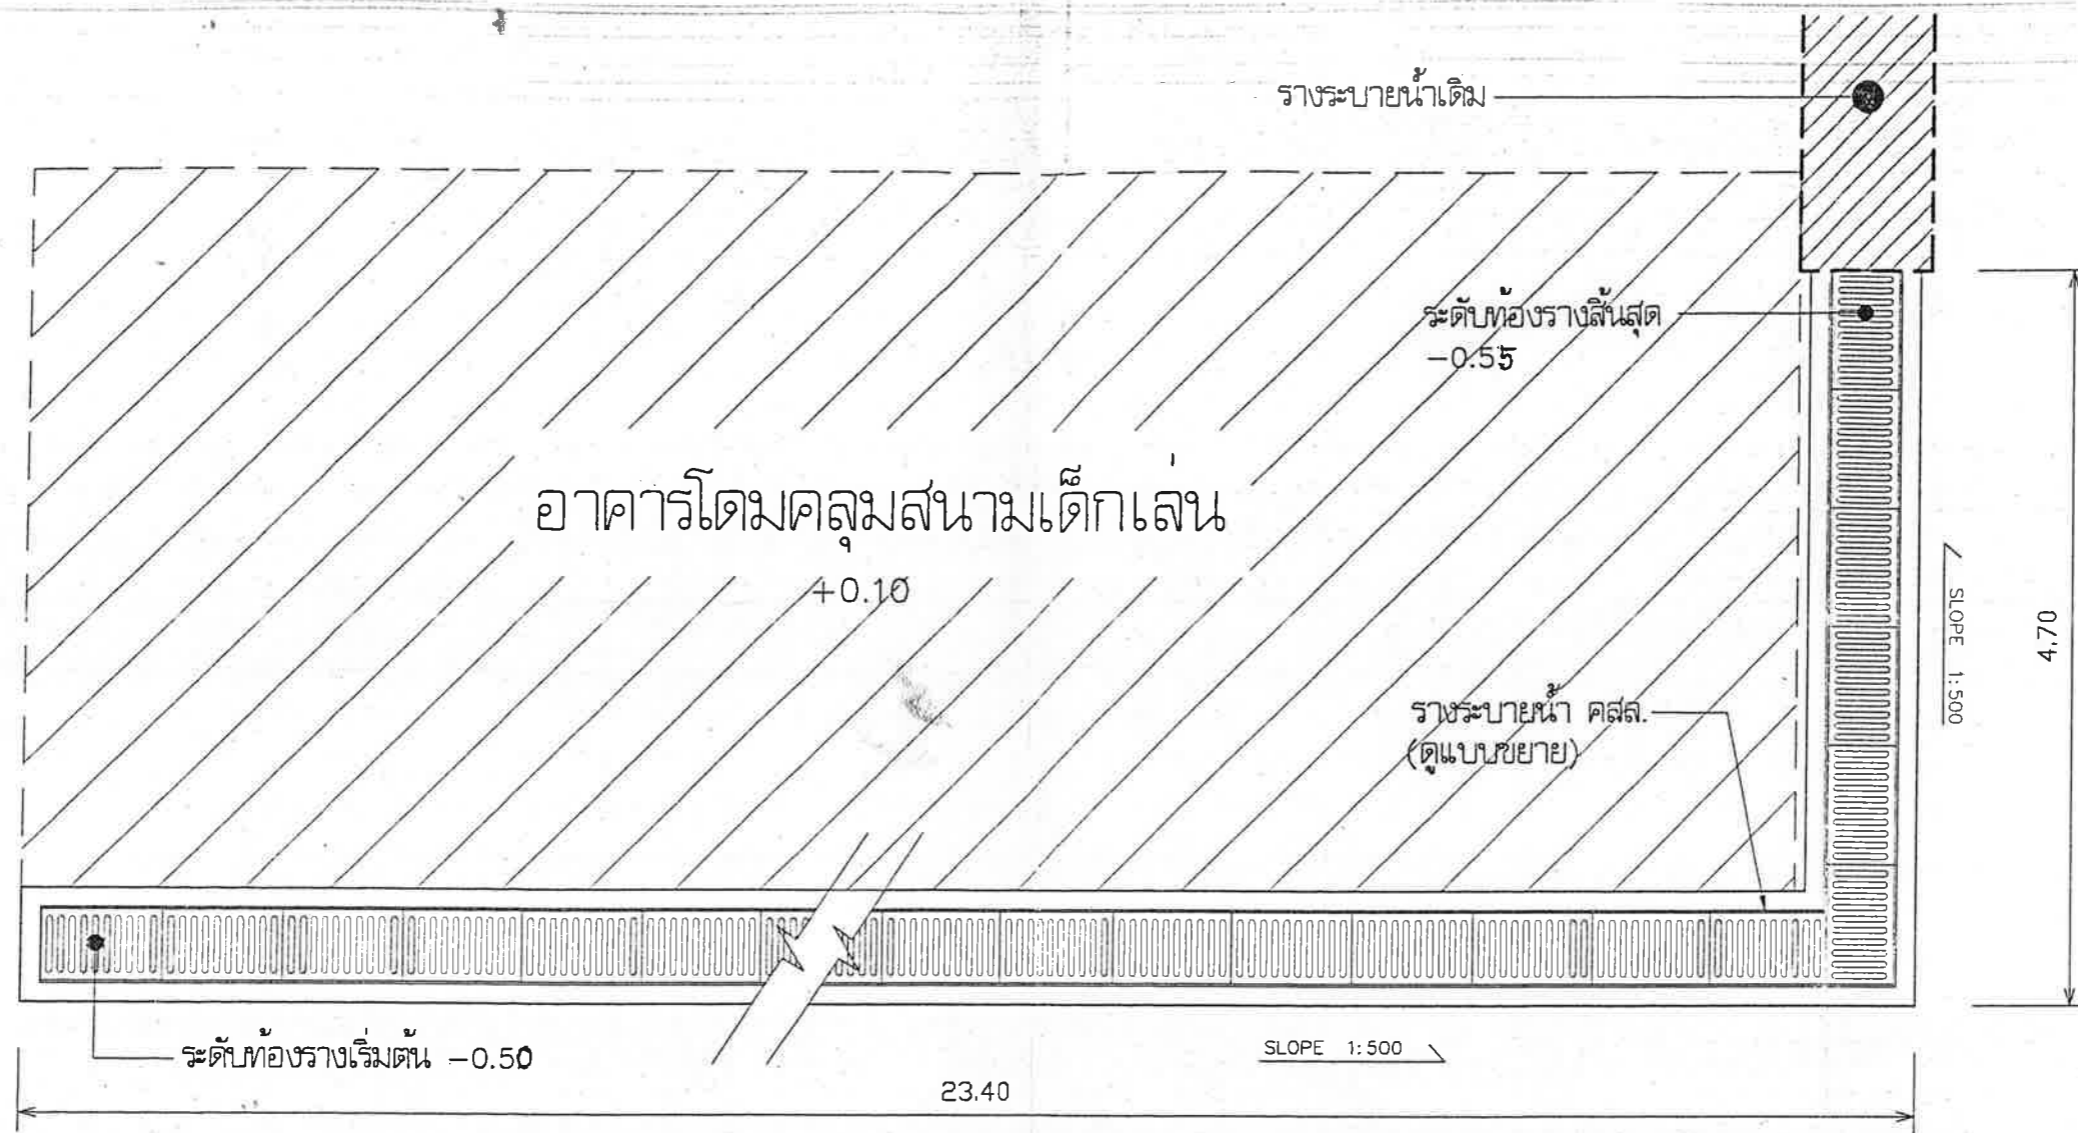 รางระบายน้ำเดิม
ระดับท้องรางสิ้นสุด
-0.55
อาคารโดมคลุมสนามเด็กเล่น
+0.10
SLOPE 1:500
4.70
รางระบายน้ำ คสล.
(ดูแบบขยาย)
ระดับท้องรางเริ่มต้น -0.50
SLOPE 1:500
23.40